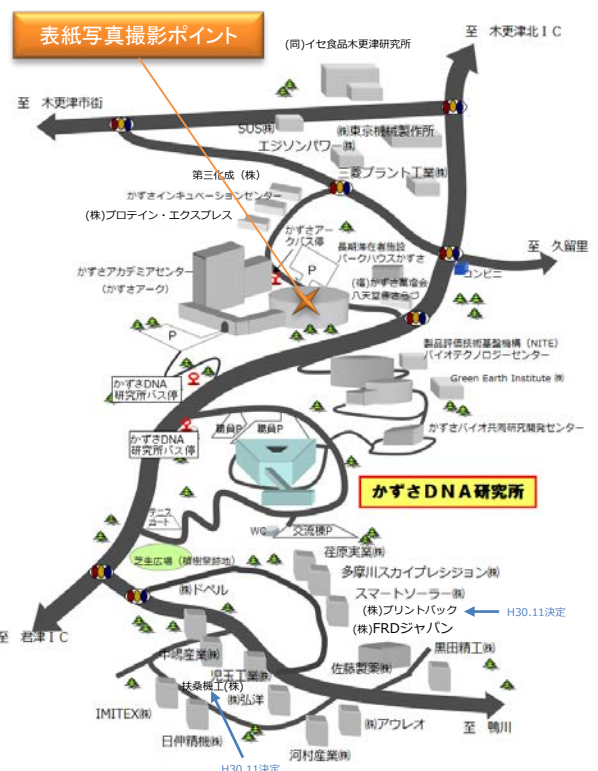 表紙写真撮影ポイント
至 木更津北IC
(同)イセ食品木更津研究所
至 木更津市街
SUS㈱
㈱東京機械製作所
エジソンパワー㈱
三菱プラント工業㈱
第三化成（株）
かずさインキュベーションセンター
(株)プロテイン・エクスプレス
かずさアー
クバス停
長期滞在者施設
パークハウスかずさ
至 久留里
P
コンビニ
かずさアカデミアセンター
(かずさアーク)
(福)かずさ萬燈会
八天堂きさらづ
P
製品評価技術基盤機構（NITE）
バイオテクノロジーセンター
かずさDNA
研究所バス停
Green Earth Institute ㈱
職員P
職員P
かずさDNA
研究所バス停
かずさバイオ共同研究開発センター
かずさDNA研究所
テニス
コート
WC
交流棟P
芝生広場（植樹祭跡地）
荏原実業㈱
多摩川スカイプレシジョン㈱
㈱ドペル
スマートソーラー㈱
(株)プリントパック
H30.11決定
(株)FRDジャパン
至 君津IC
中嶋産業㈱
黒田精工㈱
佐藤製薬㈱
児玉工業㈱
扶桑機工(株)
㈱弘洋
IMITEX㈱
㈱アウレオ
至 鴨川
日伸精機㈱
河村産業㈱
H30.11決定